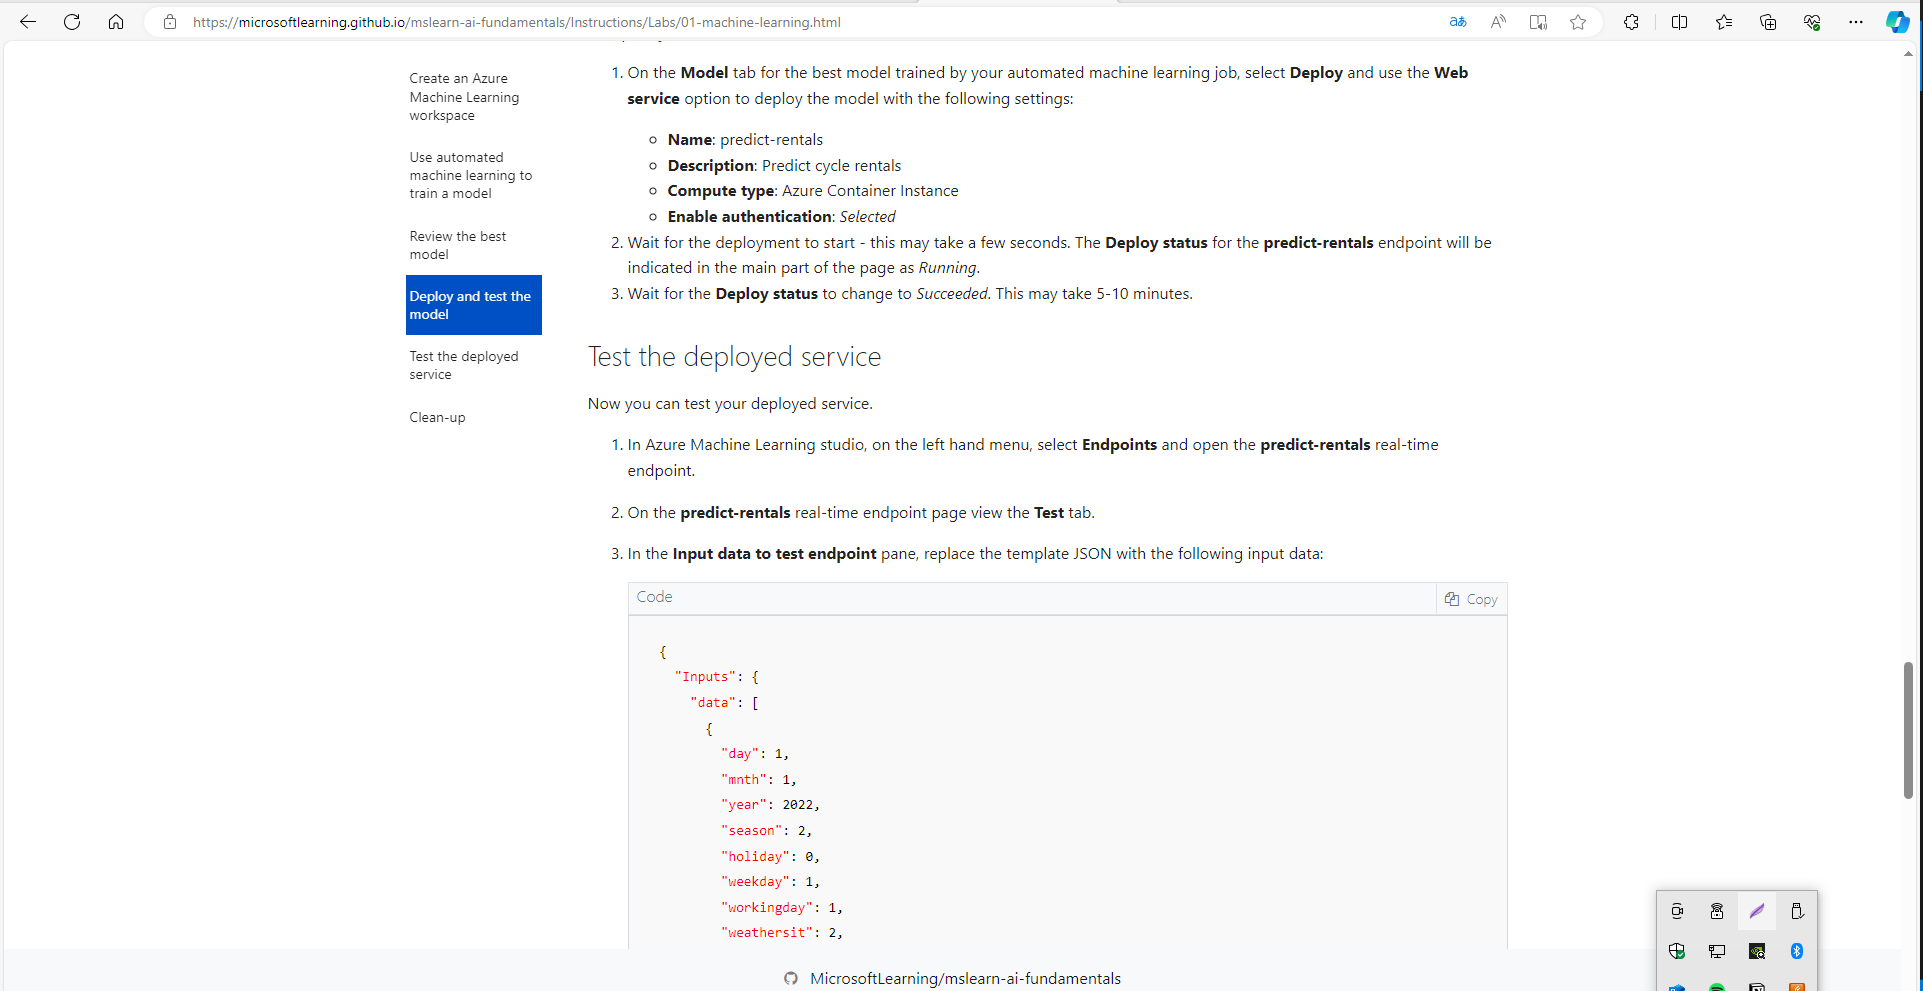 https://microsoftlearning.github.io/mslearn-ai-fundamentals/Instructions/Labs/01-machine-learning.html
Create an Azure
Machine Learning
workspace
Use automated
machine learning to
train a model
Review the best
model
Deploy and test the
model
Test the deployed
service
Clean-up
1. On the Model tab for the best model trained by your automated machine learning job, select Deploy and use the Web
service option to deploy the model with the following settings:
Name: predict-rentals
Description: Predict cycle rentals
Compute type: Azure Container Instance
Enable authentication: Selected
2. Wait for the deployment to start - this may take a few seconds. The Deploy status for the predict-rentals endpoint will be
indicated in the main part of the page as Running.
3. Wait for the Deploy status to change to Succeeded. This may take 5-10 minutes.
Test the deployed service
Now you can test your deployed service.
1. In Azure Machine Learning studio, on the left hand menu, select Endpoints and open the predict-rentals real-time
endpoint.
2. On the predict-rentals real-time endpoint page view the Test tab.
3. In the Input data to test endpoint pane, replace the template JSON with the following input data:
Code
Copy
{
"Inputs": {
"data": [
{
"day": 1,
"mnth": 1,
"year": 2022,
"season": 2,
"holiday": 0,
"weekday": 1,
"workingday": 1,
"weathersit": 2,
MicrosoftLearning/mslearn-ai-fundamentals